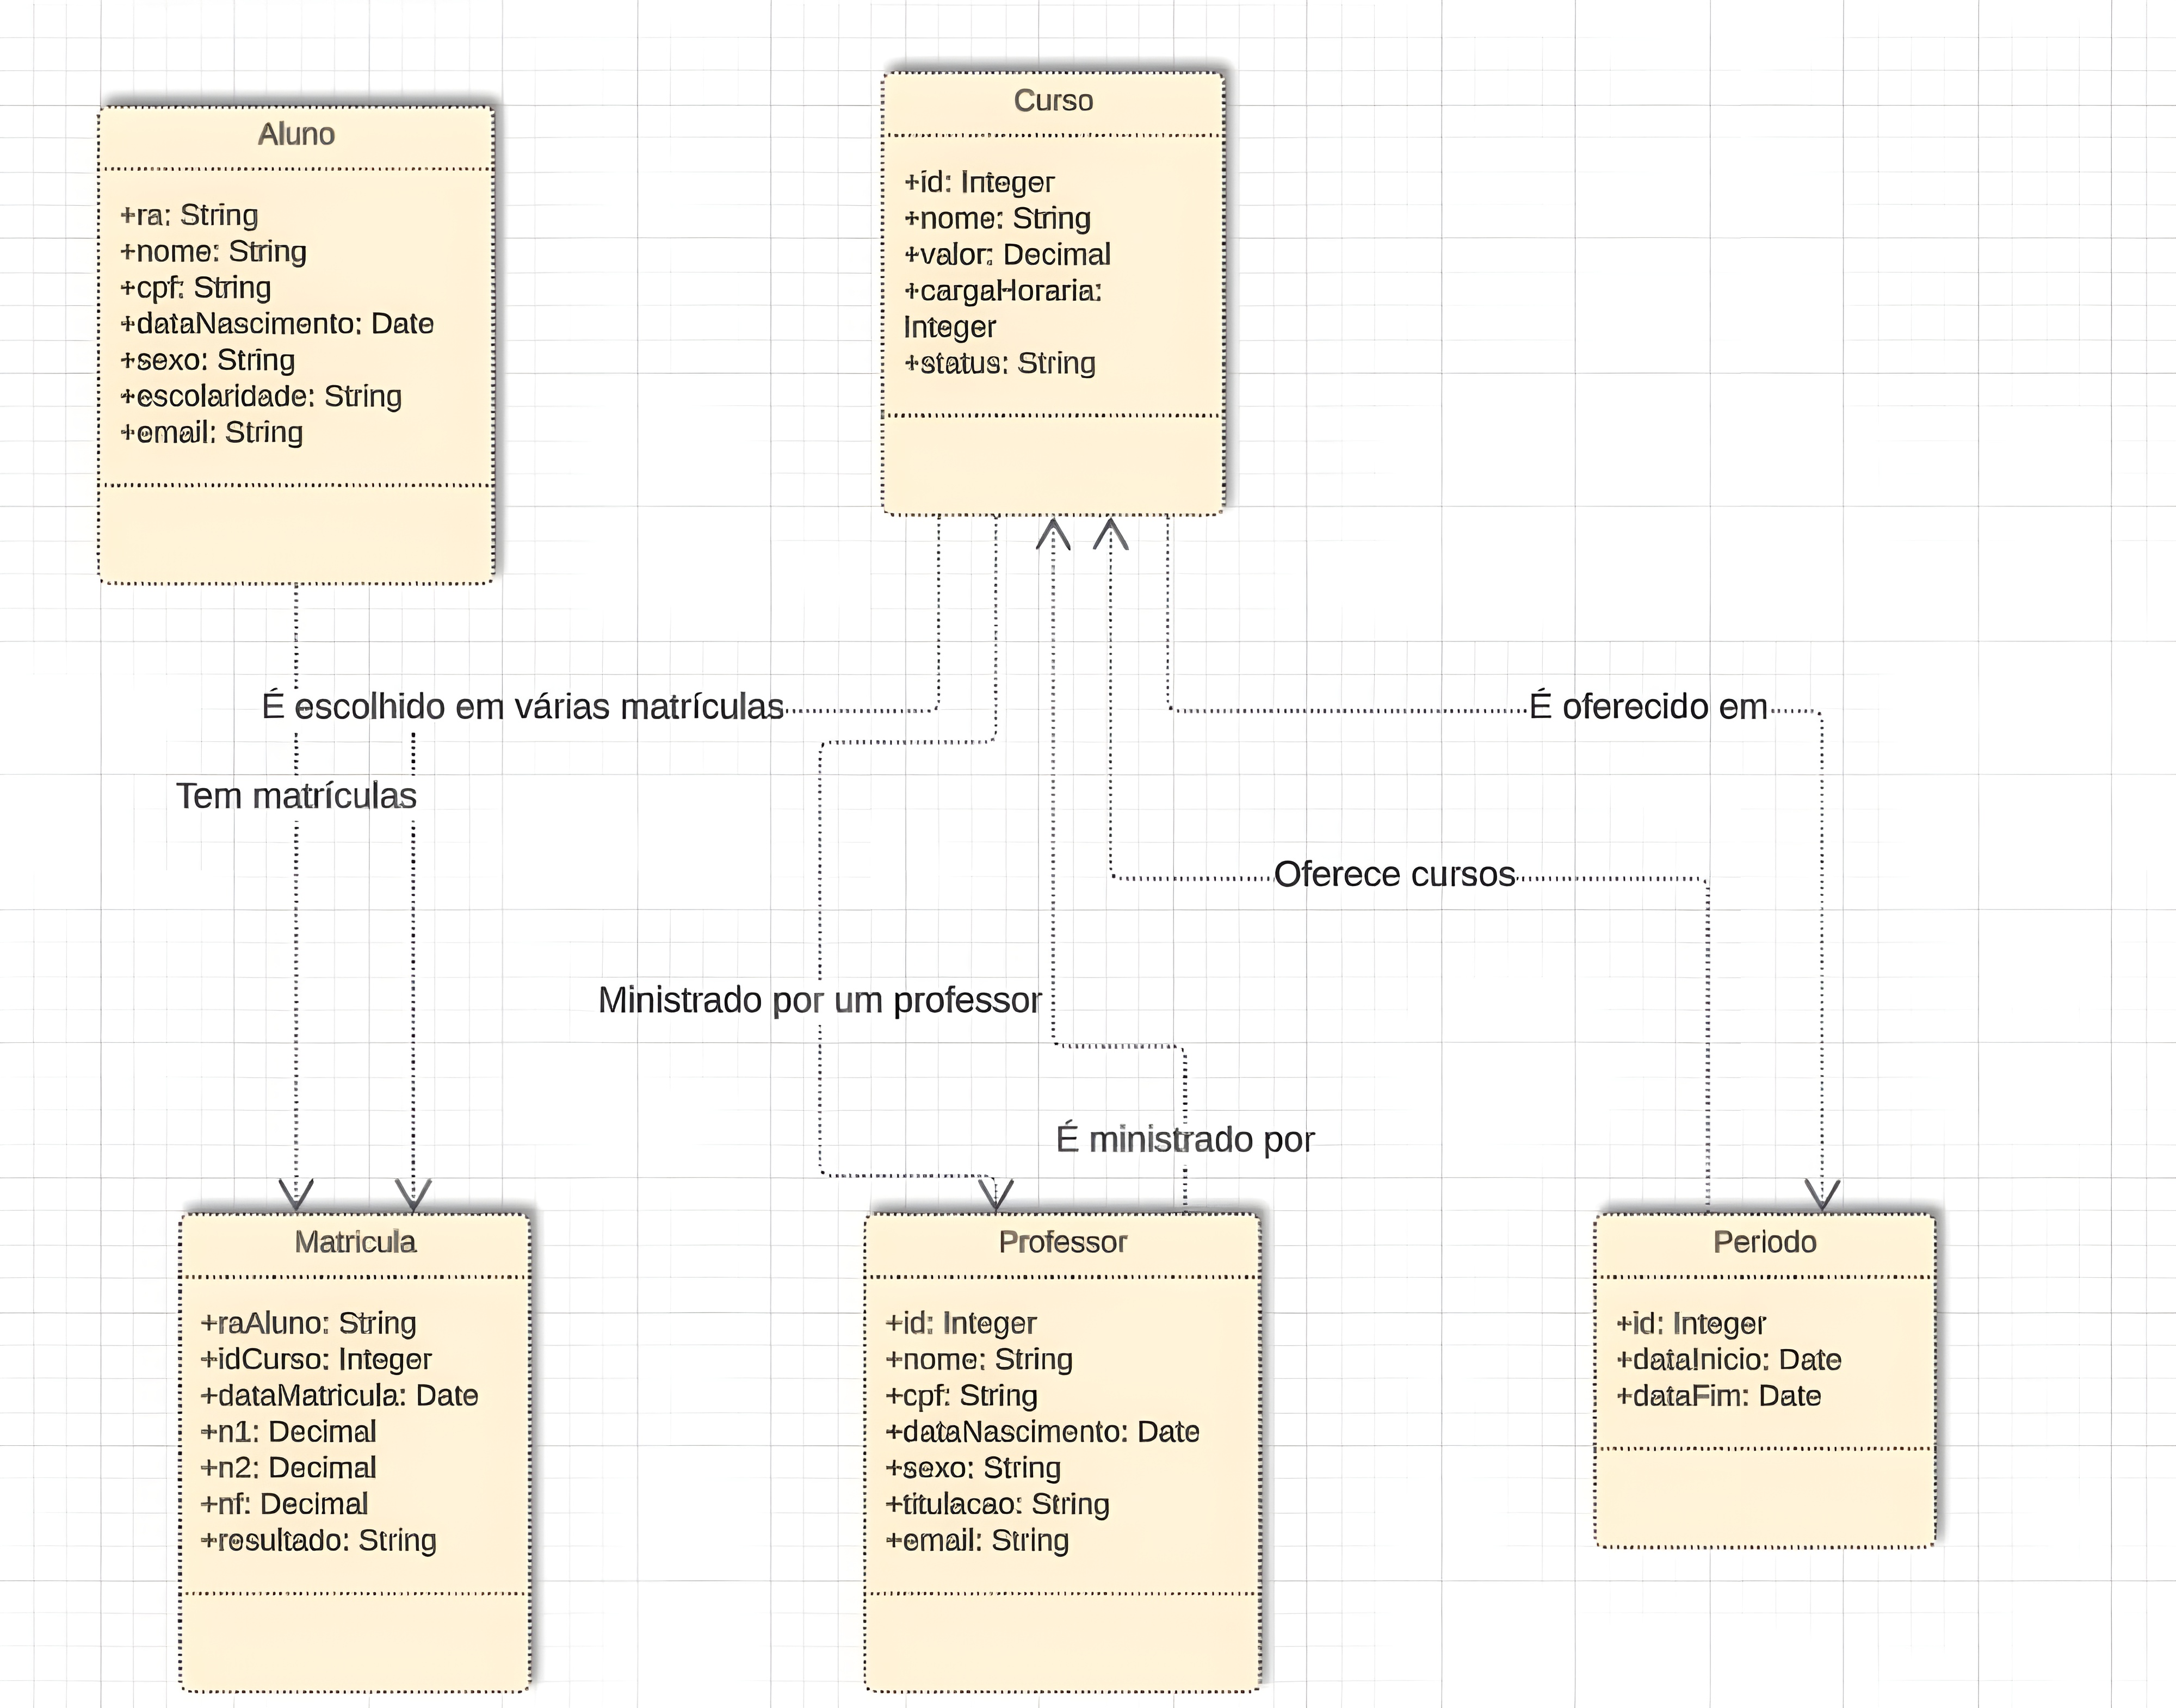 Aluno
+ra: String
+nome: String
+cpf: String
+dataNascimento: Date
+sexo: String
+escolaridade: String
+email: String
Curso
+id: Integer
+nome: String
+valor: Decimal
+cargaHoraria:
Integer
+status: String
É escolhido em várias matrículas
É oferecido em
Tem matrículas
Oferece cursos
Ministrado por um professor
É ministrado por
Matricula
+raAluno: String
+idCurso: Integer
+dataMatricula: Date
+n1: Decimal
+n2: Decimal
+nf: Decimal
+resultado: String
Professor
+id: Integer
+nome: String
+cpf: String
+dataNascimento: Date
+sexo: String
+titulacao: String
+email: String
Periodo
+id: Integer
+dataInicio: Date
+dataFim: Date